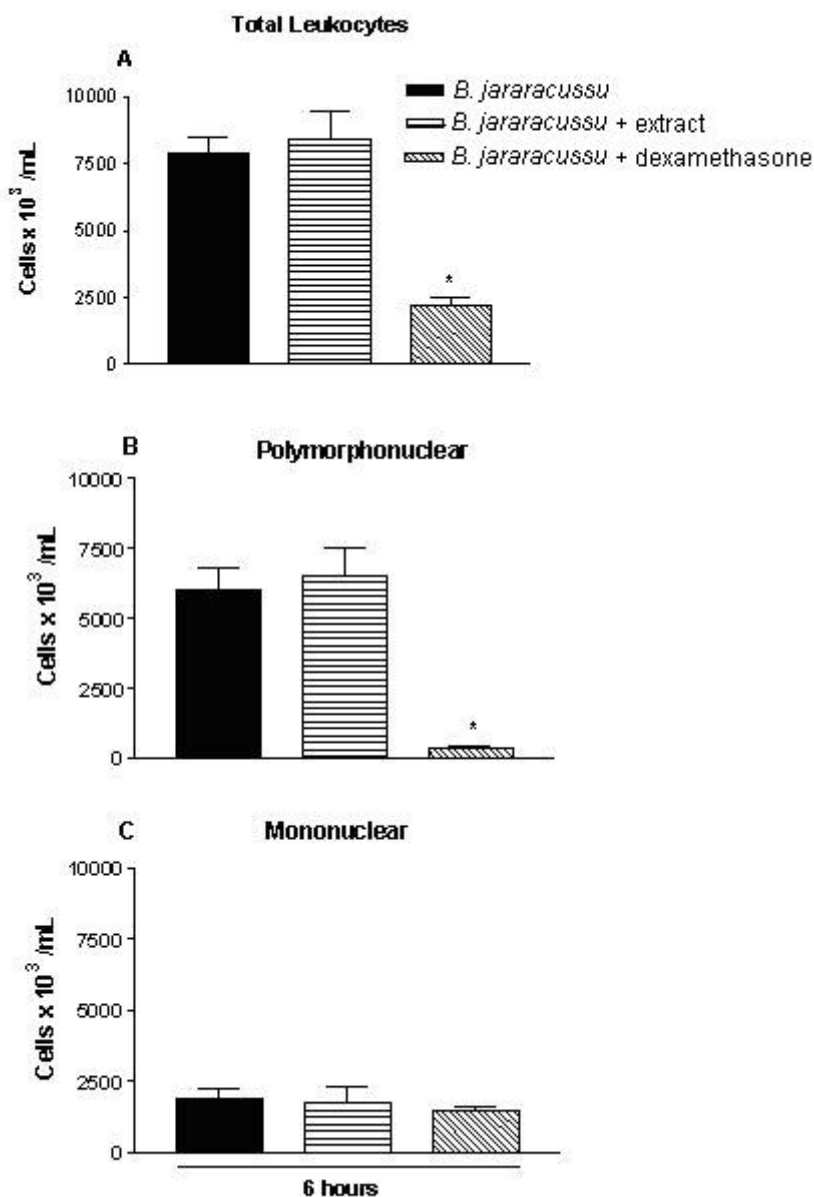 Total Leukocytes
A
B. jararacussu
B. jararacussu + extract
B. jararacussu + dexamethasone
Cells x 10³ /mL
10000
7500
5000
2500
0
*
B
Polymorphonuclear
Cells x 10³ /mL
10000
7500
5000
2500
0
*
C
Mononuclear
Cells x 10³ /mL
10000
7500
5000
2500
0
6 hours